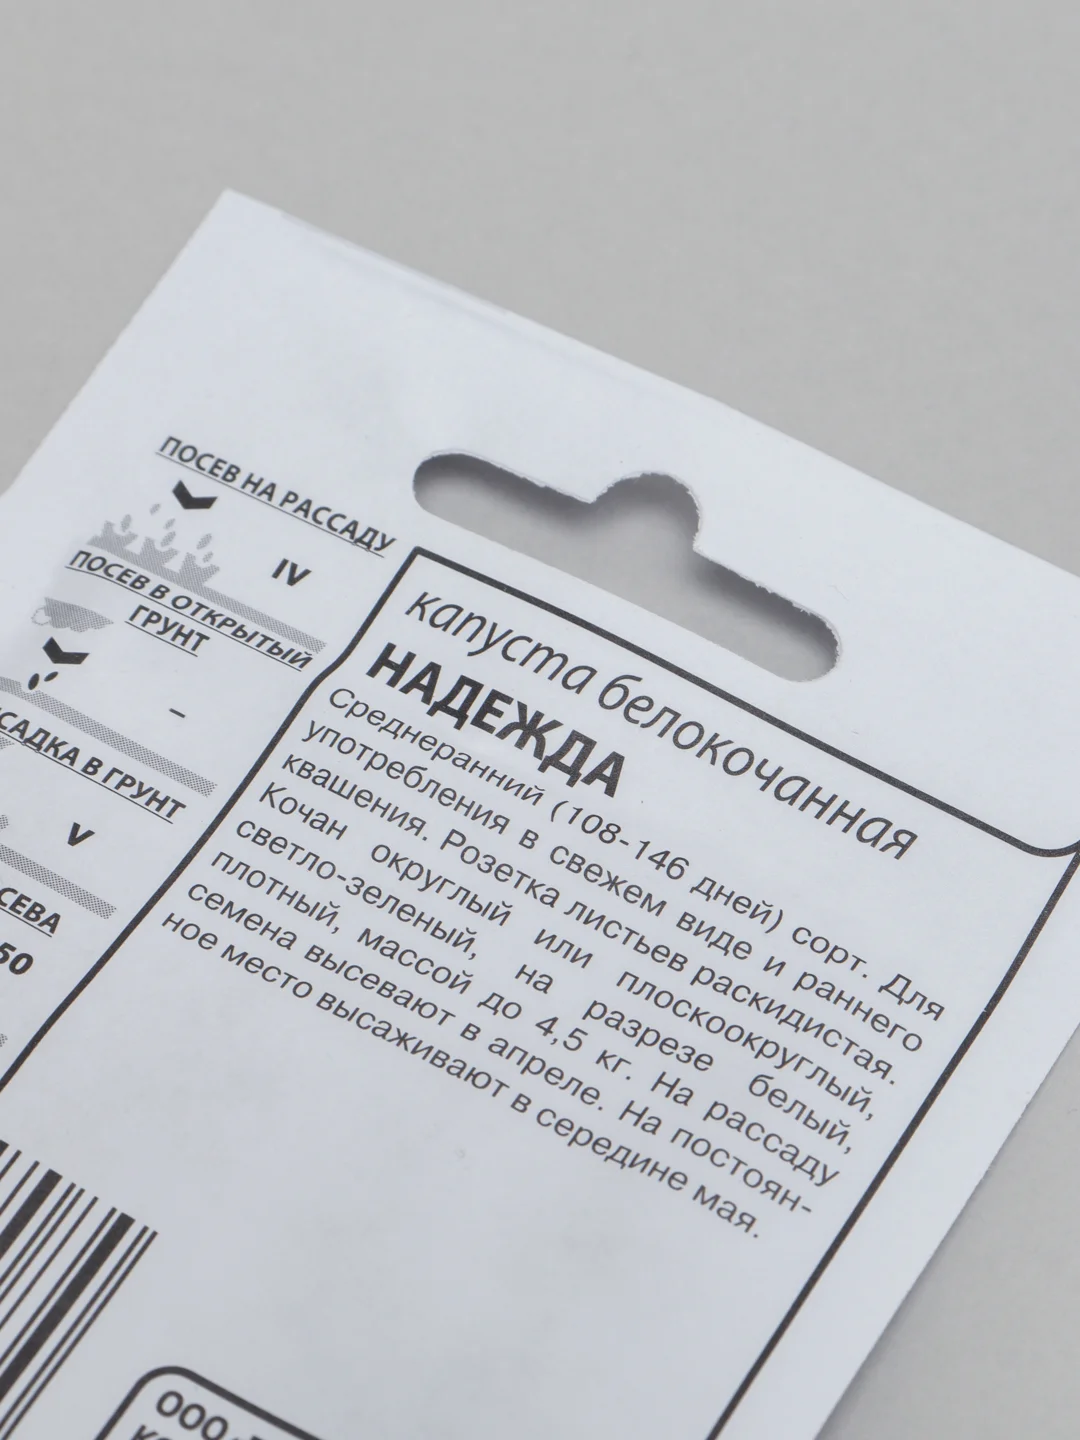 ПОСЕВ НА РАССАДУ
IV
ПОСЕВ В ОТКРЫТЫЙ
ГРУНТ
–
В ГРУНТ
V
50
капуста белокочанная
НАДЕЖДА
Среднеранний (108-146 дней) сорт. Для
употребления в свежем виде и раннего
квашения. Розетка листьев раскидистая.
Кочан округлый или плоскоокруглый,
светло-зеленый, на разрезе белый,
плотный, массой до 4,5 кг. На рассаду
семена высевают в апреле. На постоян-
ное место высаживают в середине мая.
ООО